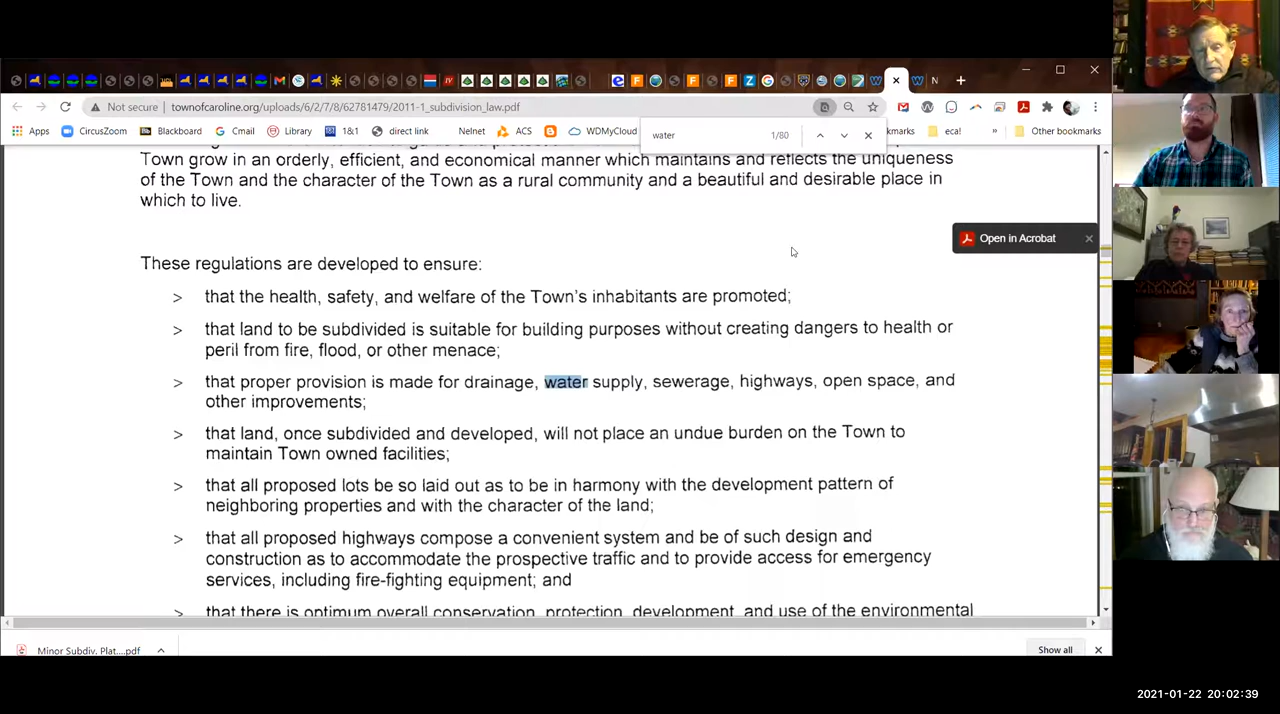 Not secure
townofcaroline.org/uploads/6/2/7/8/62781479/2011-1_subdivision_law.pdf
Apps
CircusZoom
Blackboard
Gmail
Library
1&1
direct link
Nelnet
ACS
WDMyCloud
water
1/80
kmarks
eca!
»
Other bookmarks
Town grow in an orderly, efficient, and economical manner which maintains and reflects the uniqueness
of the Town and the character of the Town as a rural community and a beautiful and desirable place in
which to live.
Open in Acrobat
These regulations are developed to ensure:
> that the health, safety, and welfare of the Town's inhabitants are promoted;
> that land to be subdivided is suitable for building purposes without creating dangers to health or
peril from fire, flood, or other menace;
> that proper provision is made for drainage, water supply, sewerage, highways, open space, and
other improvements;
> that land, once subdivided and developed, will not place an undue burden on the Town to
maintain Town owned facilities;
> that all proposed lots be so laid out as to be in harmony with the development pattern of
neighboring properties and with the character of the land;
> that all proposed highways compose a convenient system and be of such design and
construction as to accommodate the prospective traffic and to provide access for emergency
services, including fire-fighting equipment; and
> that there is optimum overall conservation, protection, development, and use of the environmental
Minor Subdiv. Plat....pdf
Show all
2021-01-22 20:02:39